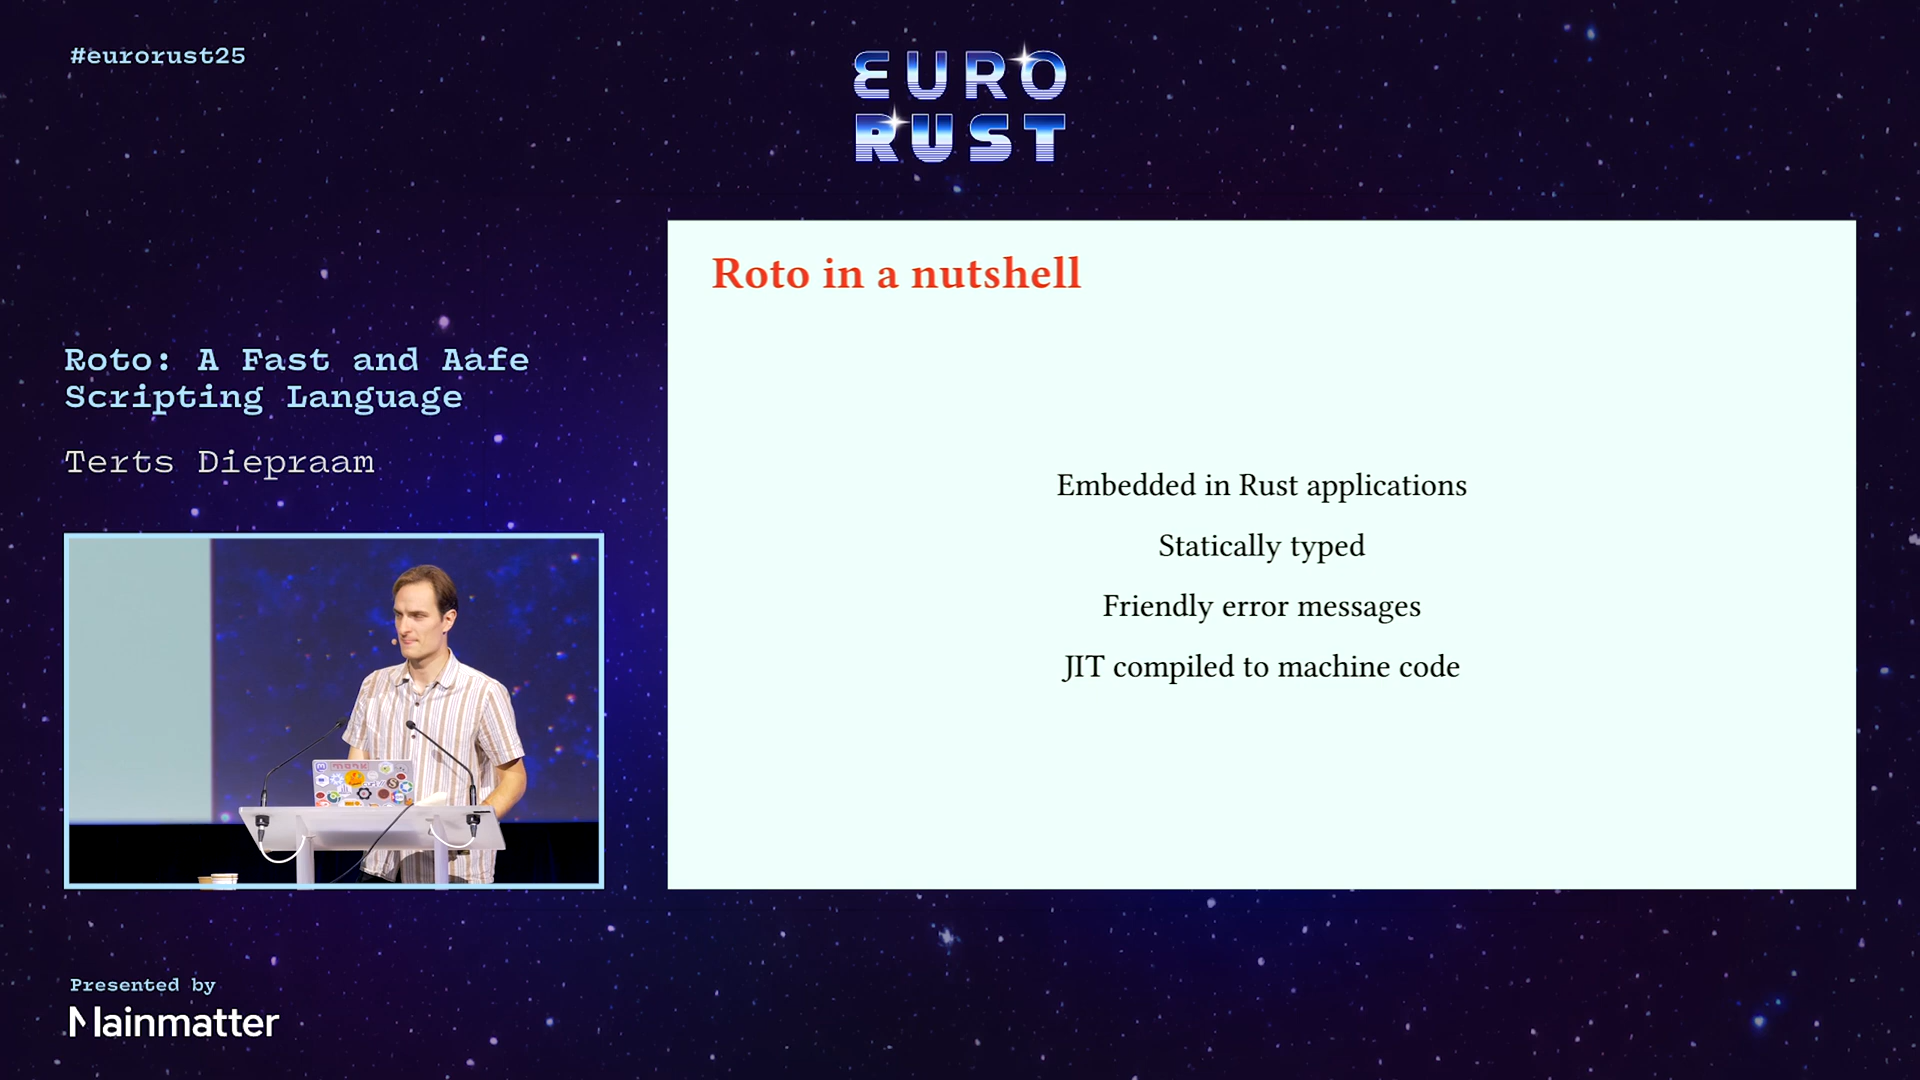 #eurorust25
EURO
RUST
Roto: A Fast and Aafe
Scripting Language
Terts Diepraam
Roto in a nutshell
Embedded in Rust applications
Statically typed
Friendly error messages
JIT compiled to machine code
Presented by
Mainmatter